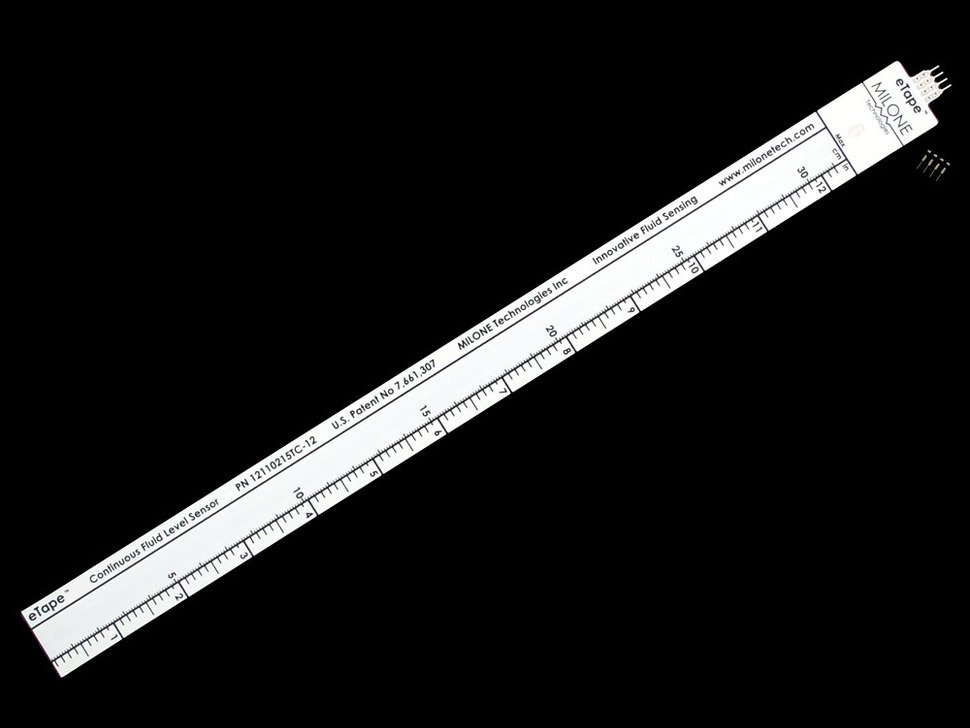 eTape™
Continuous Fluid Level Sensor
PN 12110215TC-12
U.S. Patent No 7,661,307
MILONE Technologies Inc
Innovative Fluid Sensing
www.milonetech.com
5 10 15 20 25 30
1 2 3 4 5 6 7 8 9 10 11 12
Max
cm in
eTape™
MILONE
Technologies